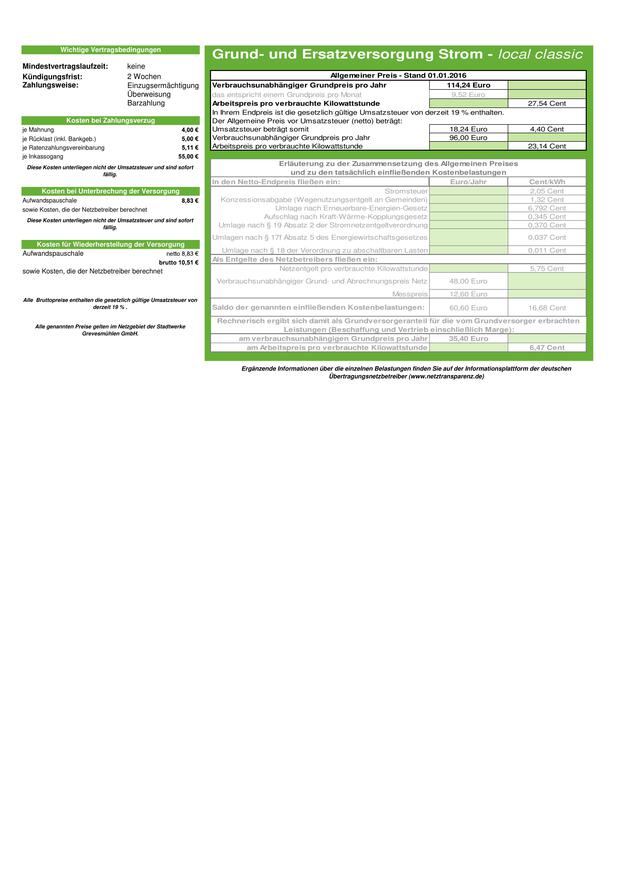 Wichtige Vertragsbedingungen
Mindestvertragslaufzeit: keine
Kündigungsfrist: 2 Wochen
Zahlungsweise: Einzugsermächtigung
Überweisung
Barzahlung
Kosten bei Zahlungsverzug
je Mahnung 4,00 €
je Rücklast (inkl. Bankgeb.) 5,00 €
je Ratenzahlungsvereinbarung 5,11 €
je Inkassogang 55,00 €
Diese Kosten unterliegen nicht der Umsatzsteuer und sind sofort
fällig.
Kosten bei Unterbrechung der Versorgung
Aufwandspauschale 8,83 €
sowie Kosten, die der Netzbetreiber berechnet
Diese Kosten unterliegen nicht der Umsatzsteuer und sind sofort
fällig.
Kosten für Wiederherstellung der Versorgung
Aufwandspauschale netto 8,83 €
brutto 10,51 €
sowie Kosten, die der Netzbetreiber berechnet
Alle Bruttopreise enthalten die gesetzlich gültige Umsatzsteuer von
derzeit 19 % .
Alle genannten Preise gelten im Netzgebiet der Stadtwerke
Grevesmühlen GmbH.
Grund- und Ersatzversorgung Strom - local classic
Allgemeiner Preis - Stand 01.01.2016
Verbrauchsunabhängiger Grundpreis pro Jahr 114,24 Euro
das entspricht einem Grundpreis pro Monat 9,52 Euro
Arbeitspreis pro verbrauchte Kilowattstunde 27,54 Cent
In Ihrem Endpreis ist die gesetzlich gültige Umsatzsteuer von derzeit 19 % enthalten.
Der Allgemeine Preis vor Umsatzsteuer (netto) beträgt:
Umsatzsteuer beträgt somit 18,24 Euro 4,40 Cent
Verbrauchsunabhängiger Grundpreis pro Jahr 96,00 Euro
Arbeitspreis pro verbrauchte Kilowattstunde 23,14 Cent
Erläuterung zu der Zusammensetzung des Allgemeinen Preises
und zu den tatsächlich einfließenden Kostenbelastungen
In den Netto-Endpreis fließen ein: Euro/Jahr Cent/kWh
Stromsteuer 2,05 Cent
Konzessionsabgabe (Wegenutzungsentgelt an Gemeinden) 1,32 Cent
Umlage nach Erneuerbare-Energien-Gesetz 6,792 Cent
Aufschlag nach Kraft-Wärme-Kopplungsgesetz 0,345 Cent
Umlage nach § 19 Absatz 2 der Stromnetzentgeltverordnung 0,370 Cent
Umlagen nach § 17f Absatz 5 des Energiewirtschaftsgesetzes 0,037 Cent
Umlage nach § 18 der Verordnung zu abschaltbaren Lasten 0,011 Cent
Als Entgelte des Netzbetreibers fließen ein:
Netzentgelt pro verbrauchte Kilowattstunde 5,75 Cent
Verbrauchsunabhängiger Grund- und Abrechnungspreis Netz 48,00 Euro
Messpreis 12,60 Euro
Saldo der genannten einfließenden Kostenbelastungen: 60,60 Euro 16,68 Cent
Rechnerisch ergibt sich damit als Grundversorgeranteil für die vom Grundversorger erbrachten
Leistungen (Beschaffung und Vertrieb einschließlich Marge):
am verbrauchsunabhängigen Grundpreis pro Jahr 35,40 Euro
am Arbeitspreis pro verbrauchte Kilowattstunde 6,47 Cent
Ergänzende Informationen über die einzelnen Belastungen finden Sie auf der Informationsplattform der deutschen
Übertragungsnetzbetreiber (www.netztransparenz.de)